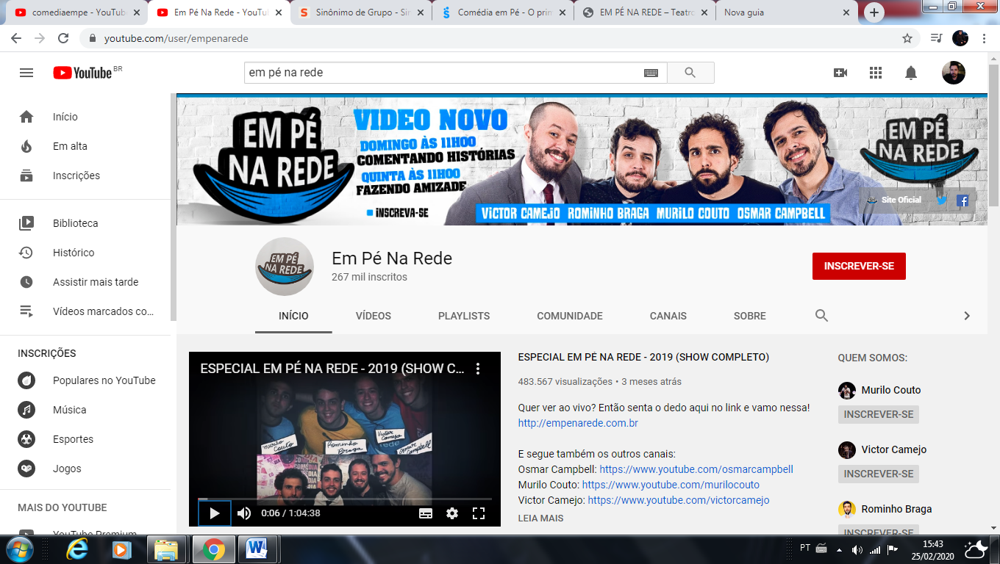 comediaempe - YouTube
Em Pé Na Rede - YouTu
Sinônimo de Grupo - Sin
Comédia em Pé - O prim
EM PÉ NA REDE – Teatro
Nova guia
youtube.com/user/empenarede
YouTube BR
em pé na rede
Início
Em alta
Inscrições
Biblioteca
Histórico
Assistir mais tarde
Vídeos marcados co...
INSCRIÇÕES
Populares no YouTube
Música
Esportes
Jogos
MAIS DO YOUTUBE
YouTube Premium
EM PÉ
NA REDE
VIDEO NOVO
DOMINGO ÀS 11H00
COMENTANDO HISTÓRIAS
QUINTA ÀS 11H00
FAZENDO AMIZADE
INSCREVA-SE
VICTOR CAMEJO ROMINHO BRAGA MURILO COUTO OSMAR CAMPBELL
EM PÉ
NA REDE
Site Oficial
EM PÉ
NA REDE
Em Pé Na Rede
267 mil inscritos
INSCREVER-SE
INÍCIO
VÍDEOS
PLAYLISTS
COMUNIDADE
CANAIS
SOBRE
ESPECIAL EM PÉ NA REDE - 2019 (SHOW C...
Murilo Couto
Rominho Braga
Victor Camejo
Osmar Campbell
0:06 / 1:04:38
ESPECIAL EM PÉ NA REDE - 2019 (SHOW COMPLETO)
483.567 visualizações • 3 meses atrás
Quer ver ao vivo? Então senta o dedo aqui no link e vamo nessa!
http://empenarede.com.br
E segue também os outros canais:
Osmar Campbell: https://www.youtube.com/osmarcampbell
Murilo Couto: https://www.youtube.com/murilocouto
Victor Camejo: https://www.youtube.com/victorcamejo
LEIA MAIS
QUEM SOMOS:
Murilo Couto
INSCREVER-SE
Victor Camejo
INSCREVER-SE
Rominho Braga
INSCREVER-SE
PT
15:43
25/02/2020